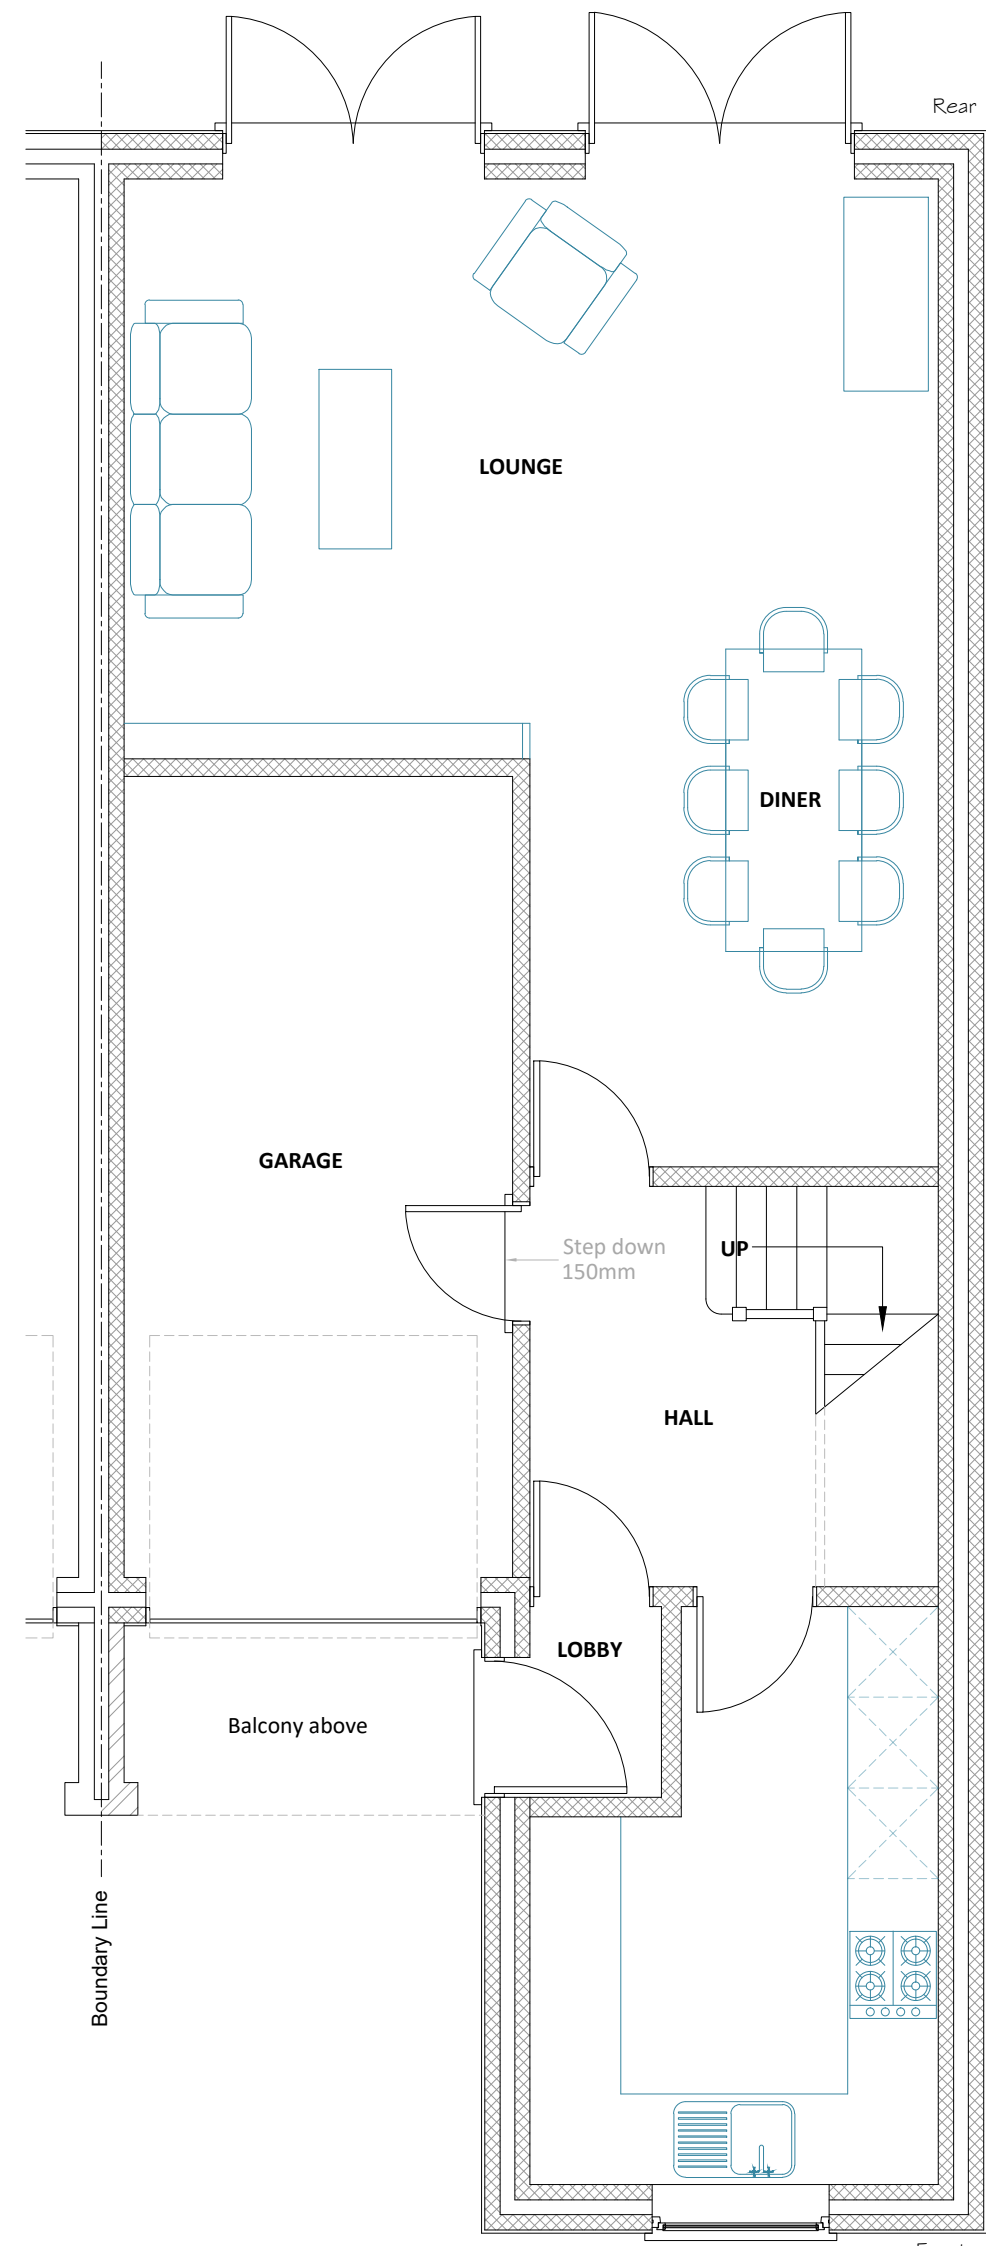 Rear
LOUNGE
DINER
GARAGE
Step down
150mm
UP
HALL
LOBBY
Balcony above
Boundary Line